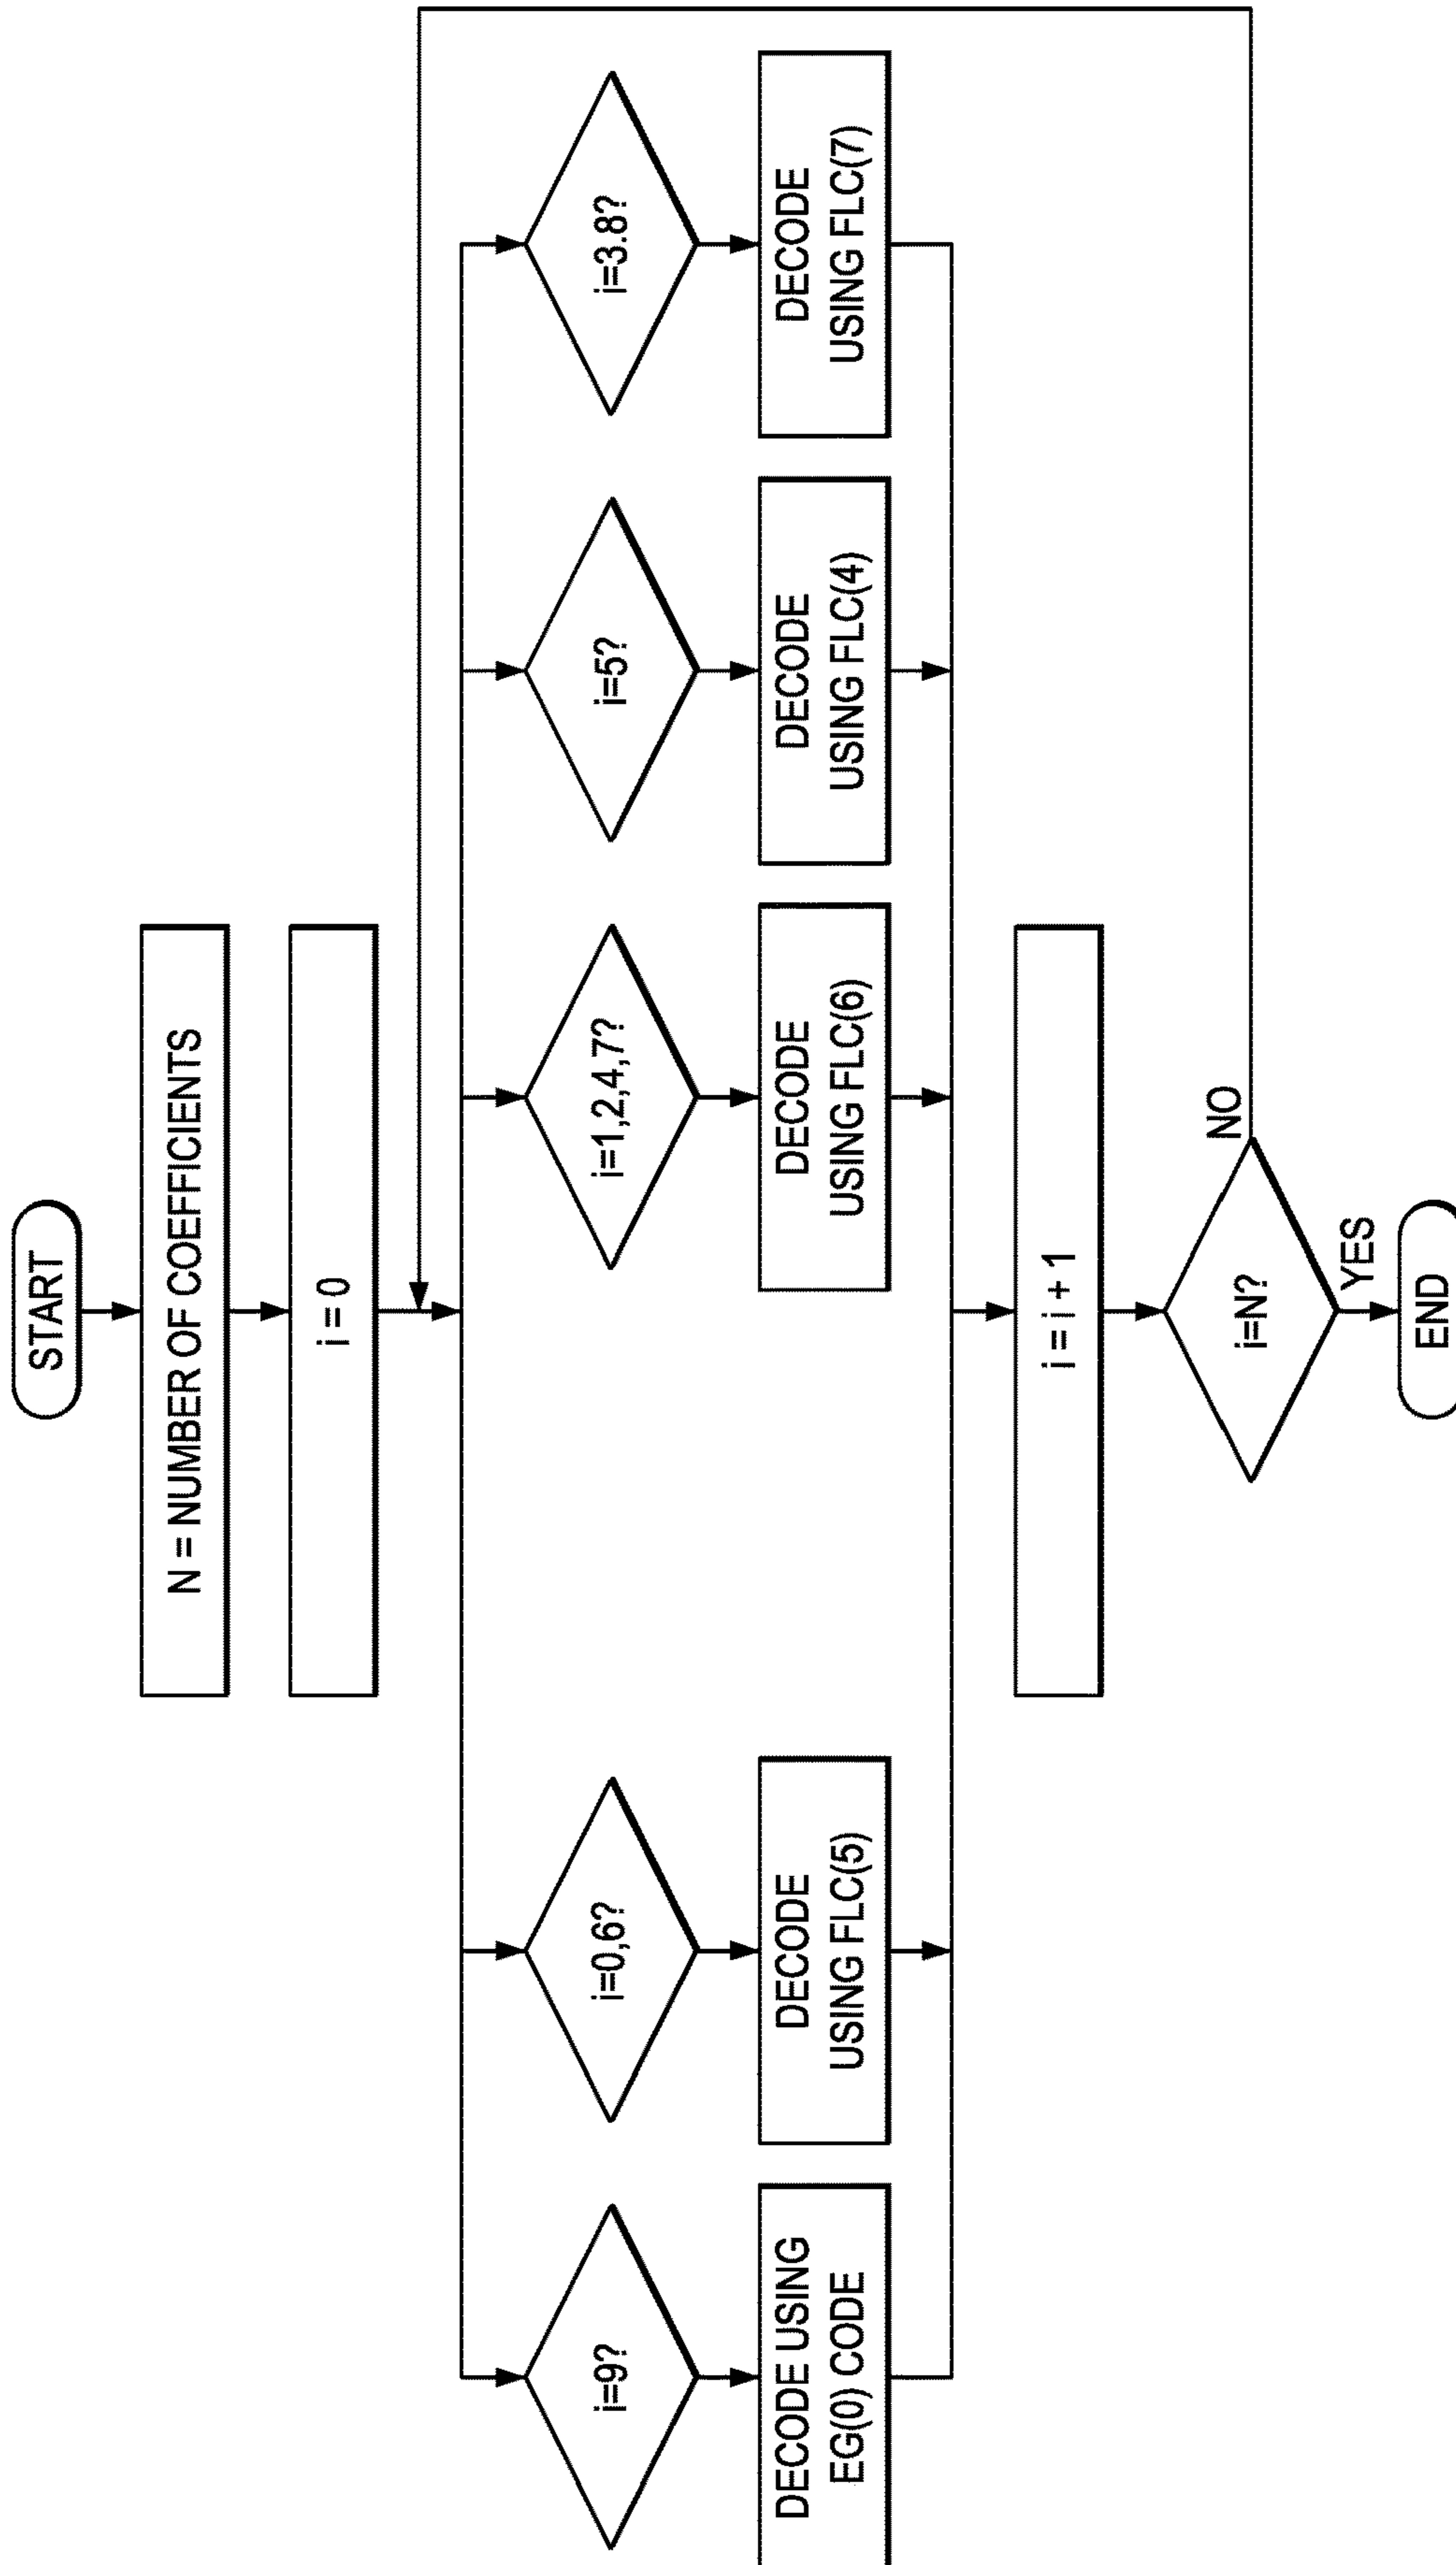 START
N = NUMBER OF COEFFICIENTS
i = 0
i=9?
i=0,6?
i=1,2,4,7?
i=5?
i=3.8?
DECODE USING
EG(0) CODE
DECODE
USING FLC(5)
DECODE
USING FLC(6)
DECODE
USING FLC(4)
DECODE
USING FLC(7)
i = i + 1
i=N?
NO
YES
END